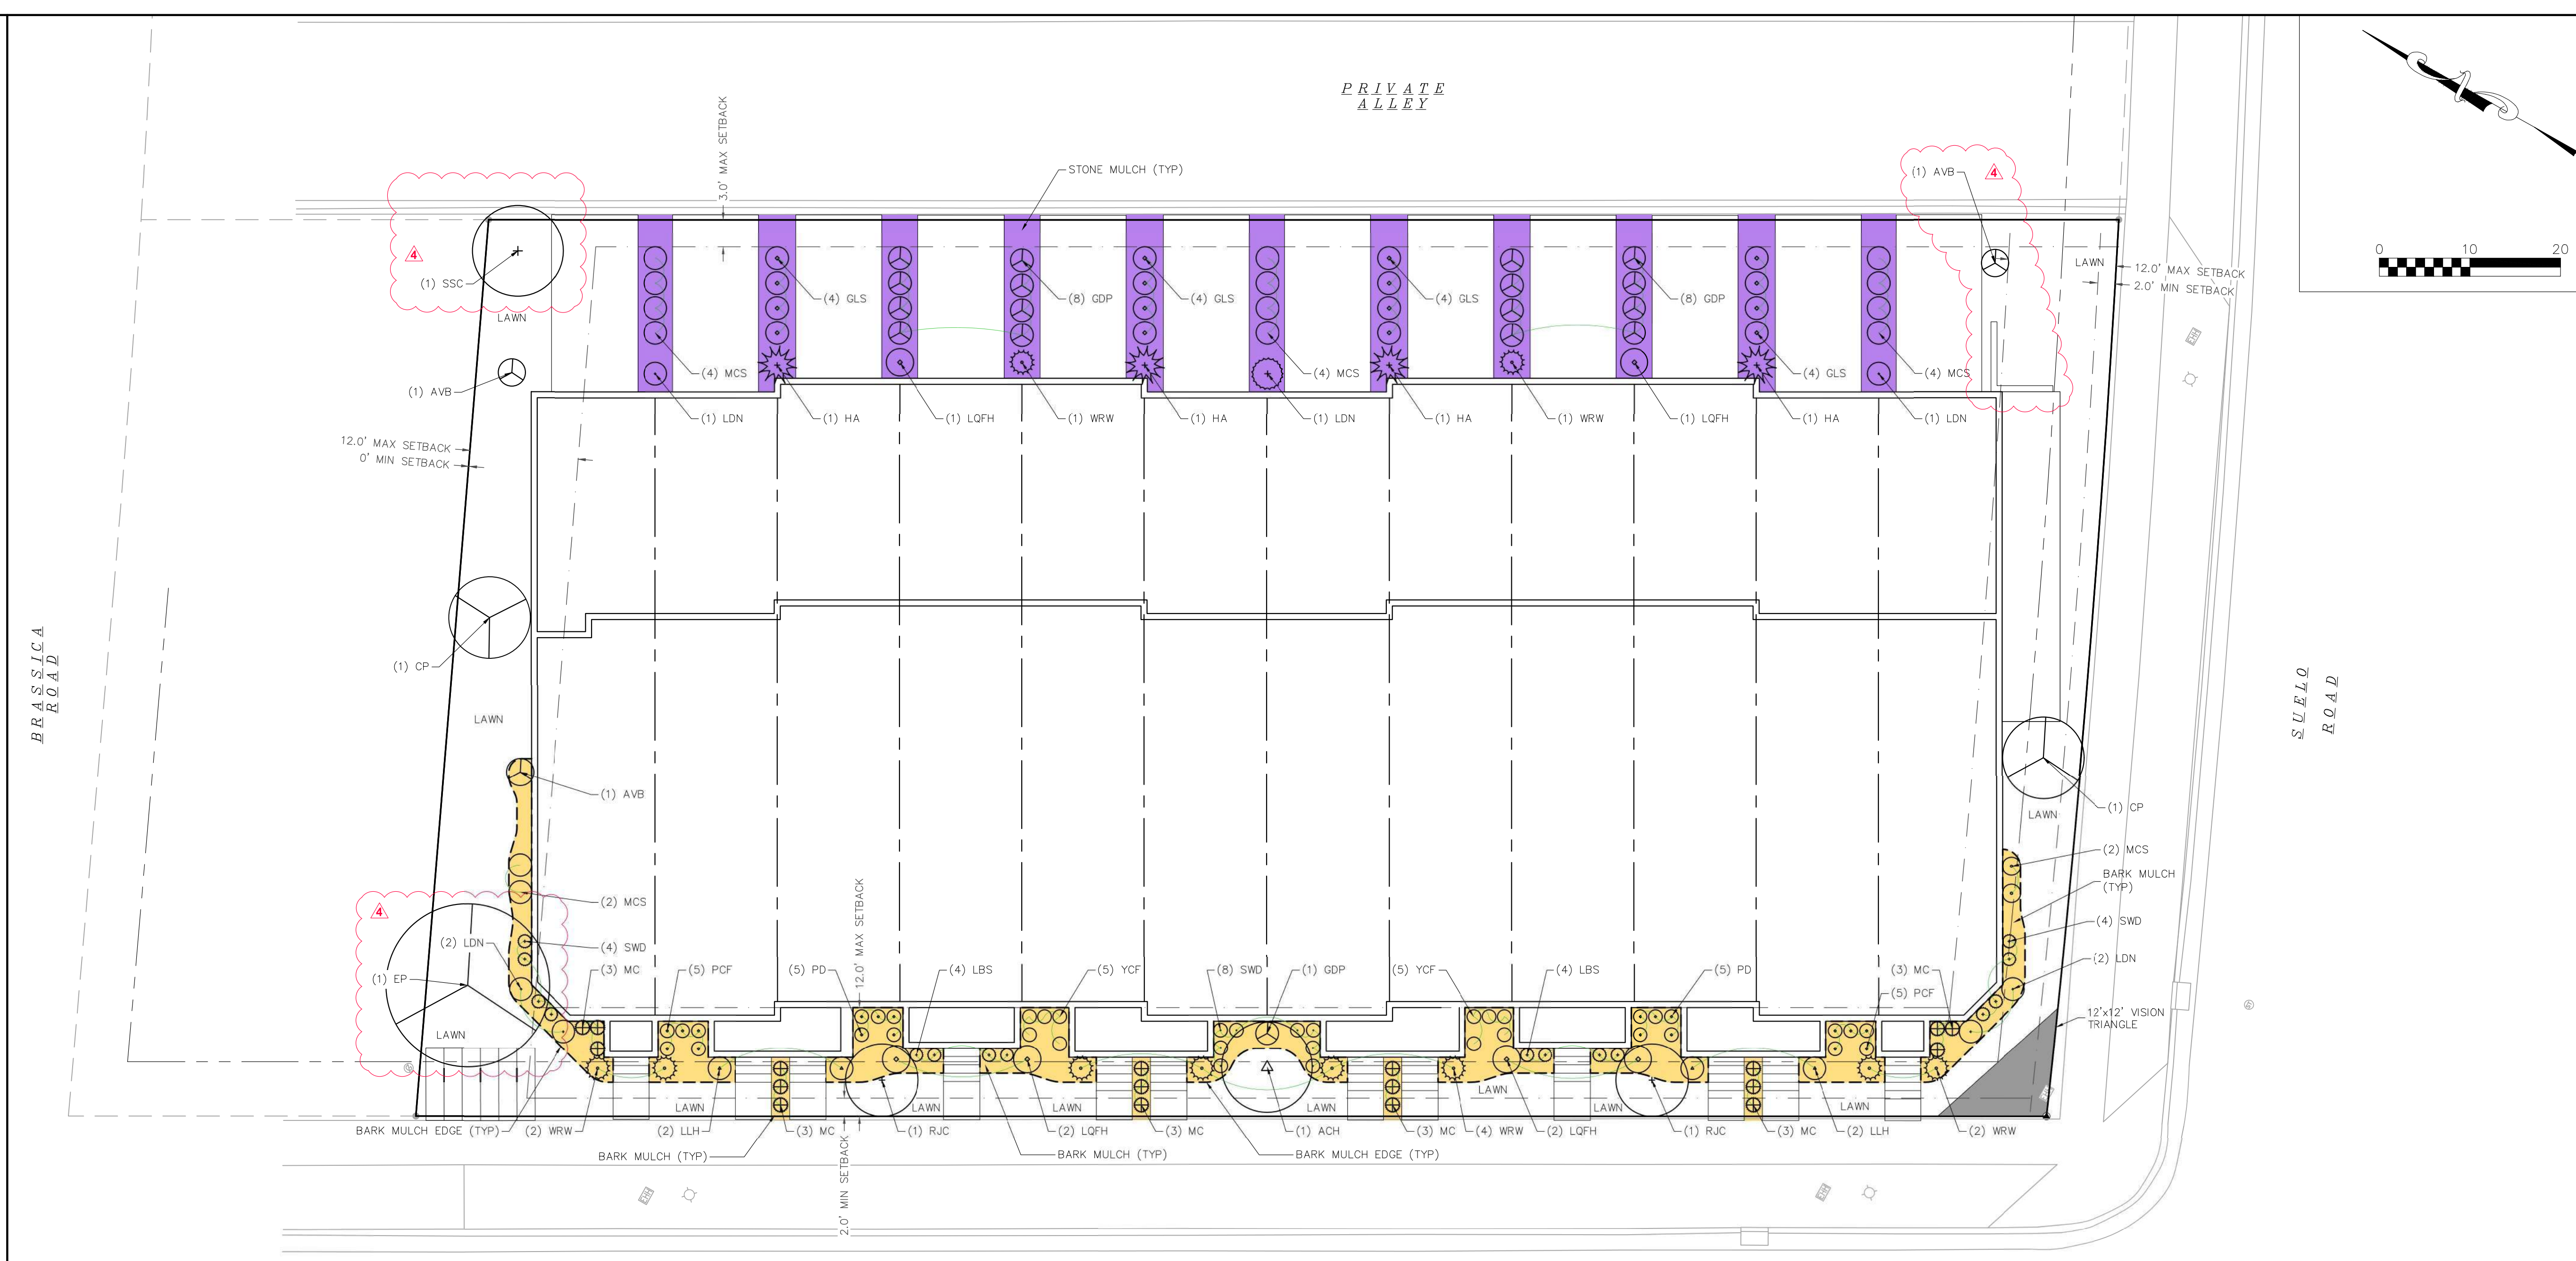 PRIVATE
ALLEY
3.0' MAX SETBACK
STONE MULCH (TYP)
(1) AVB
4
0 10 20
4
(1) SSC
LAWN
LAWN
12.0' MAX SETBACK
2.0' MIN SETBACK
(4) GLS
(8) GDP
(4) GLS
(4) GLS
(8) GDP
(1) AVB
(4) MCS
(4) MCS
(4) GLS
(4) MCS
(1) LDN
(1) HA
(1) LQFH
(1) WRW
(1) HA
(1) LDN
(1) HA
(1) WRW
(1) LQFH
(1) HA
(1) LDN
12.0' MAX SETBACK
0' MIN SETBACK
BRASSICA
ROAD
(1) CP
LAWN
SUELO
ROAD
(1) AVB
(1) CP
LAWN
(2) MCS
BARK MULCH
(TYP)
(2) MCS
4
12.0' MAX SETBACK
(4) SWD
(2) LDN
(4) SWD
(2) LDN
(1) EP
(3) MC
(5) PCF
(5) PD
(4) LBS
(5) YCF
(8) SWD
(1) GDP
(5) YCF
(4) LBS
(5) PD
(3) MC
(5) PCF
12'x12' VISION
TRIANGLE
LAWN
LAWN
LAWN
LAWN
LAWN
LAWN
LAWN
LAWN
BARK MULCH EDGE (TYP)
(2) WRW
(2) LLH
(3) MC
(1) RJC
(2) LQFH
(3) MC
(1) ACH
(3) MC
(4) WRW
(2) LQFH
(1) RJC
(3) MC
(2) LLH
(2) WRW
BARK MULCH (TYP)
2.0' MIN SETBACK
BARK MULCH (TYP)
BARK MULCH EDGE (TYP)